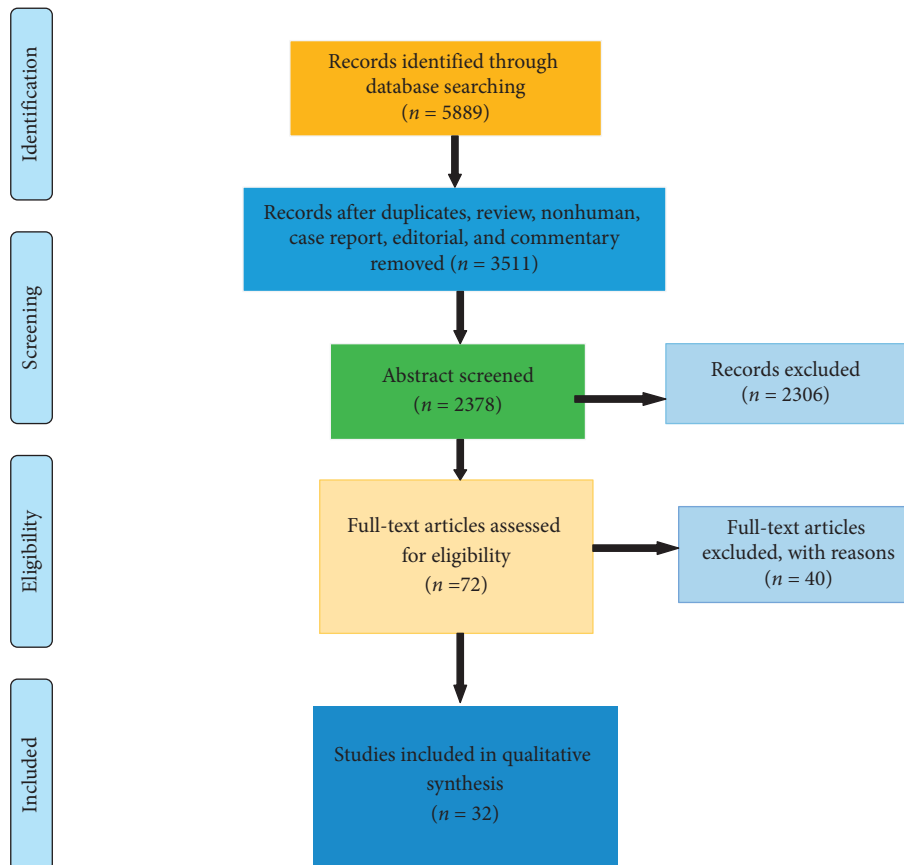 Identification
Records identified through
database searching
(n = 5889)
Records after duplicates, review, nonhuman,
case report, editorial, and commentary
removed (n = 3511)
Screening
Abstract screened
(n = 2378)
Records excluded
(n = 2306)
Eligibility
Full-text articles assessed
for eligibility
(n =72)
Full-text articles
excluded, with reasons
(n = 40)
Included
Studies included in qualitative
synthesis
(n = 32)